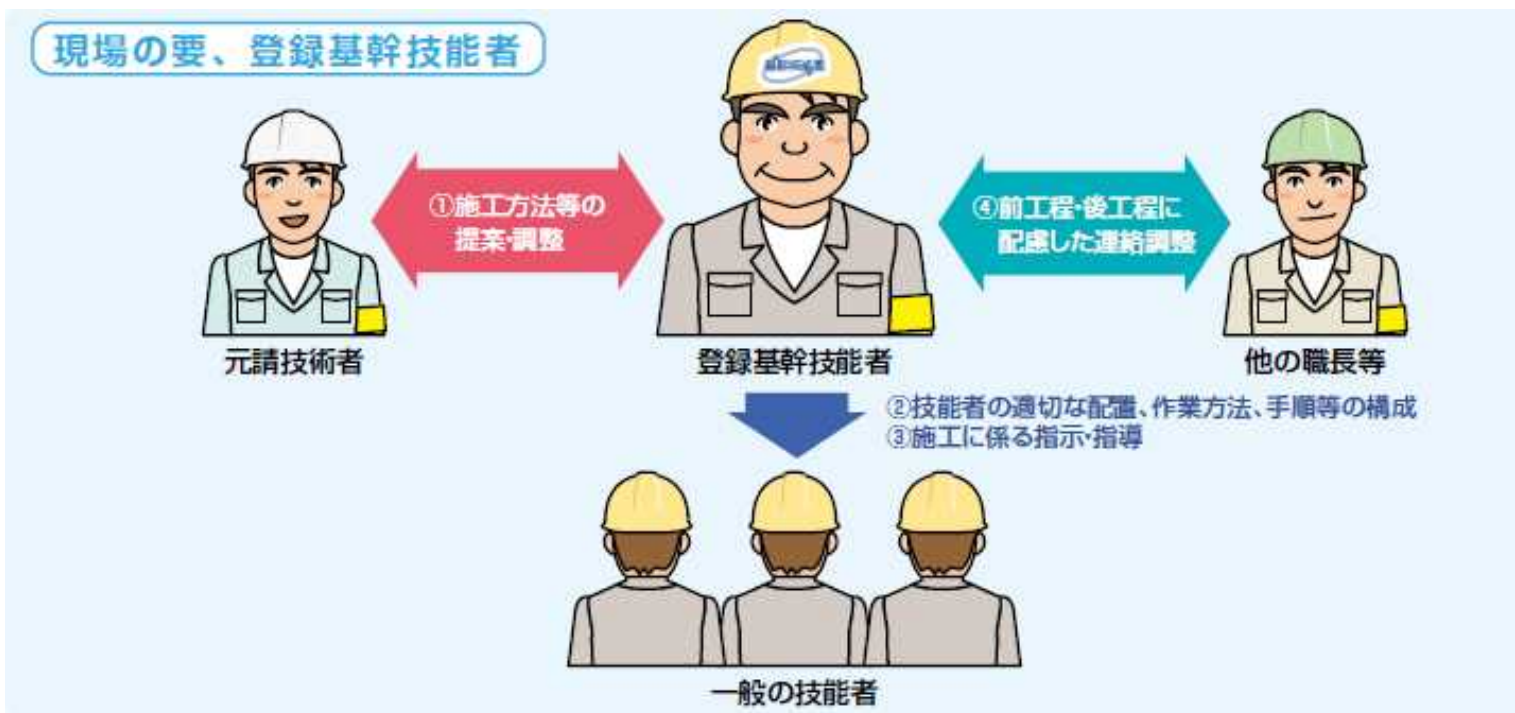 現場の要、登録基幹技能者
①施工方法等の
提案・調整
④前工程・後工程に
配慮した連絡調整
元請技術者
登録基幹技能者
他の職長等
②技能者の適切な配置、作業方法、手順等の構成
③施工に係る指示・指導
一般の技能者